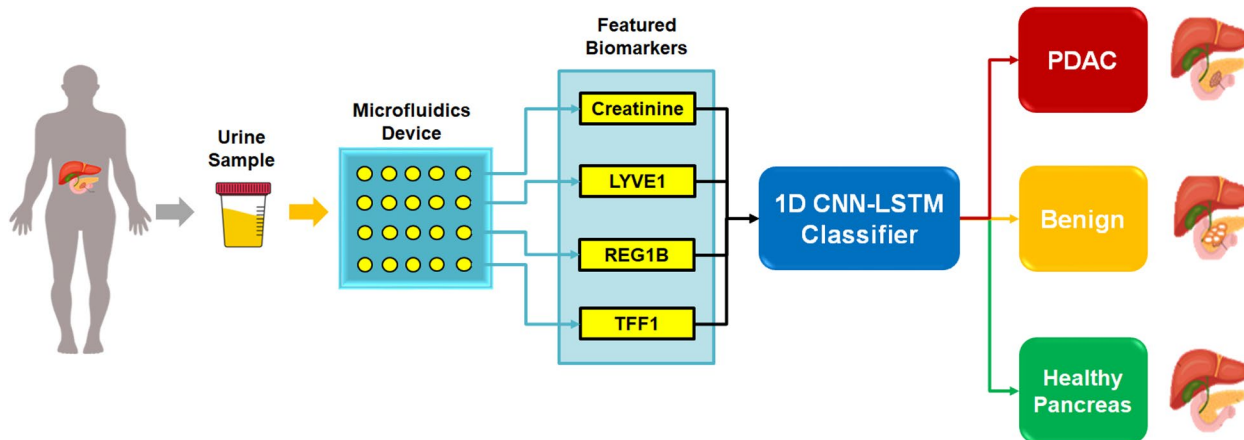 Urine
Sample
Microfluidics
Device
Featured
Biomarkers
Creatinine
LYVE1
REG1B
TFF1
1D CNN-LSTM
Classifier
PDAC
Benign
Healthy
Pancreas